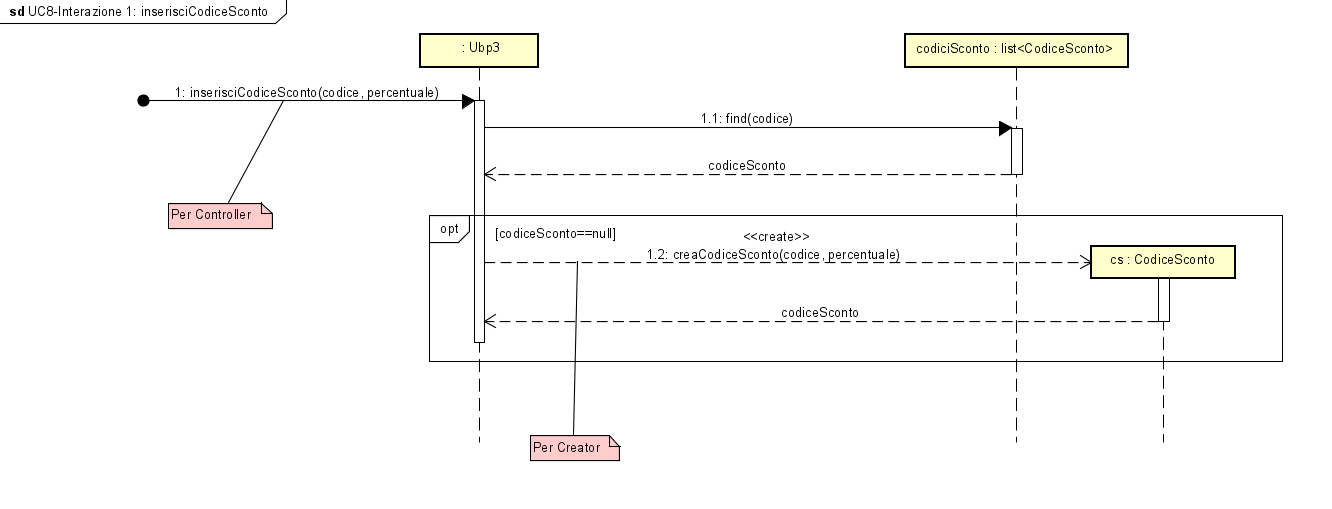 sd UC8-Interazione 1: inserisciCodiceSconto
: Ubp3
codiciSconto : list<CodiceSconto>
1: inserisciCodiceSconto(codice, percentuale)
1.1: find(codice)
codiceSconto
Per Controller
opt
[codiceSconto==null]
<<create>>
1.2: creaCodiceSconto(codice, percentuale)
cs : CodiceSconto
codiceSconto
Per Creator